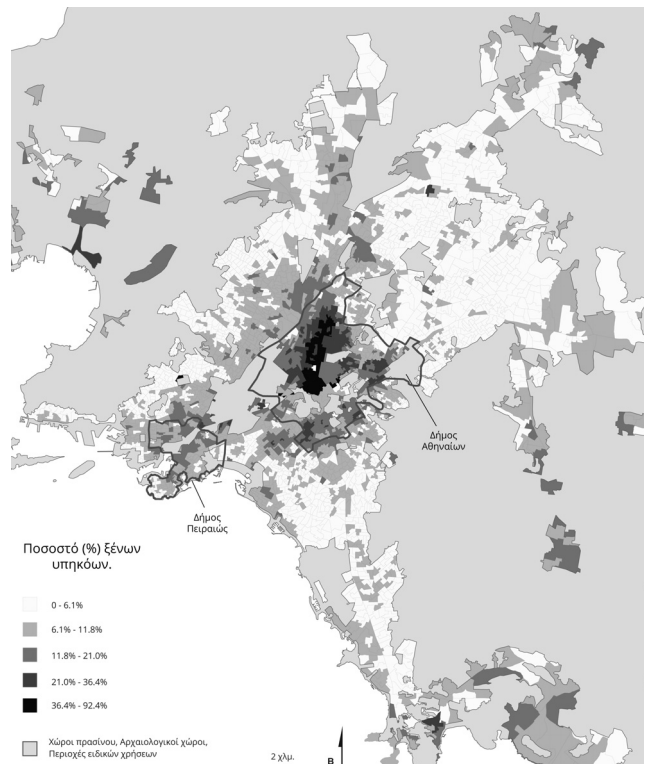 Δήμος
Αθηναίων
Δήμος
Πειραιώς
Ποσοστό (%) ξένων
υπηκόων.
0 - 6.1%
6.1% - 11.8%
11.8% - 21.0%
21.0% - 36.4%
36.4% - 92.4%
Χώροι πρασίνου, Αρχαιολογικοί χώροι,
Περιοχές ειδικών χρήσεων
2 χλμ.
Β